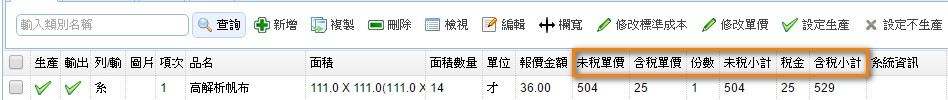 輸入類別名稱 查詢 新增 複製 刪除 檢視 編輯 欄寬 修改標準成本 修改單價 設定生產 設定不生產
生產 輸出 列/輸 圖片 項次 品名 面積 面積數量 單位 報價金額 未稅單價 含稅單價 份數 未稅小計 稅金 含稅小計 系統資訊
系 1 高解析帆布 111.0 X 111.0(111.0 X 14 才 36.00 504 25 1 504 25 529